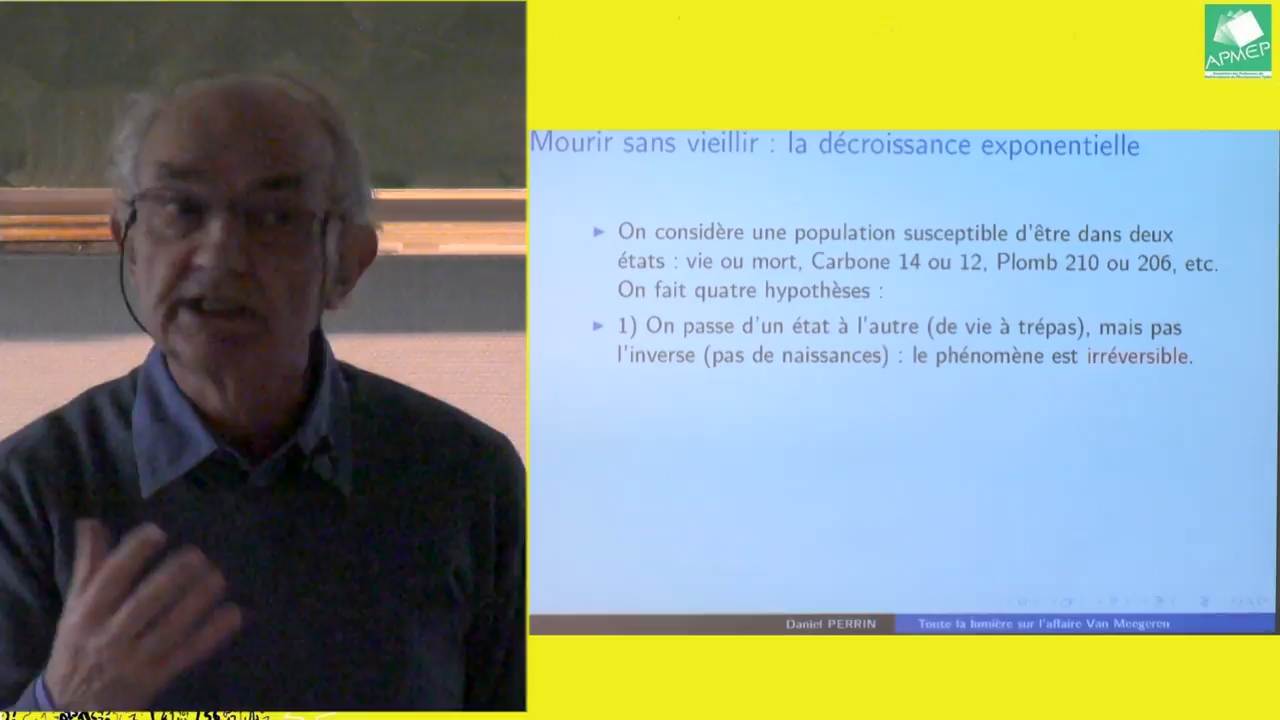 APMEP
Mourir sans vieillir : la décroissance exponentielle
On considère une population susceptible d'être dans deux
états : vie ou mort, Carbone 14 ou 12, Plomb 210 ou 206, etc.
On fait quatre hypothèses :
1) On passe d'un état à l'autre (de vie à trépas), mais pas
l'inverse (pas de naissances) : le phénomène est irréversible.
Daniel PERRIN
Toute la lumière sur l'affaire Van Meegeren